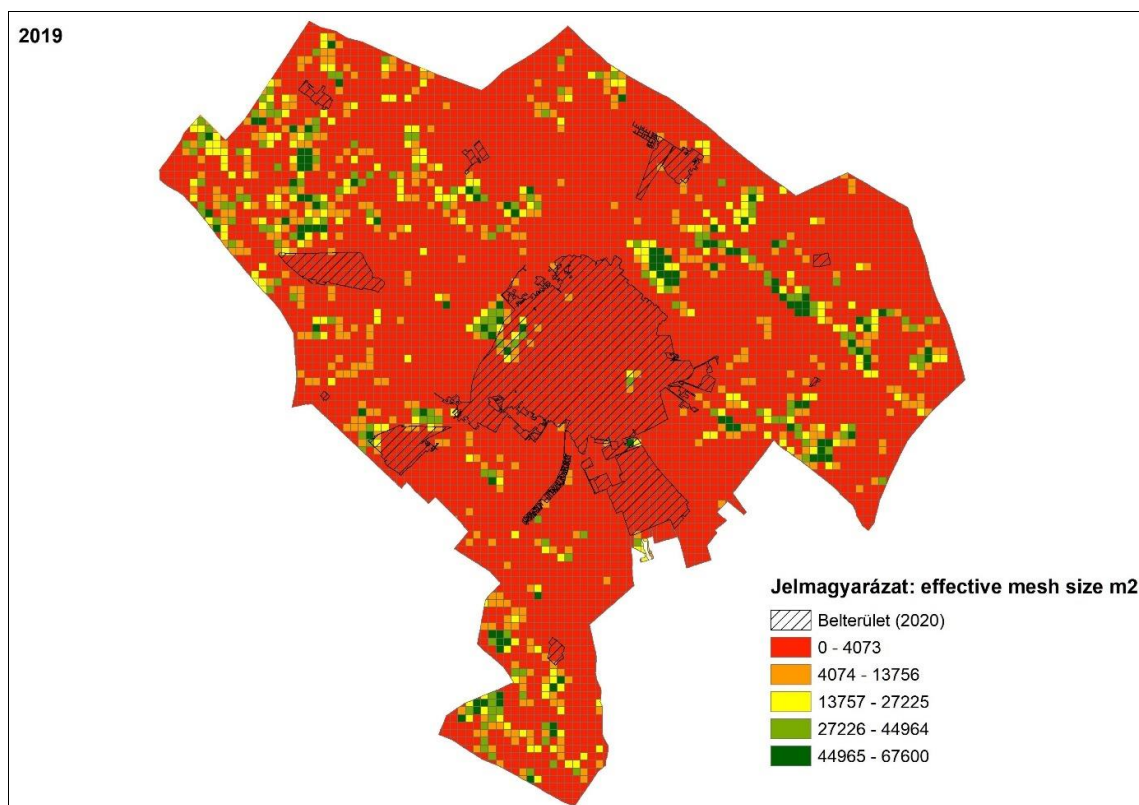 2019
Jelmagyarázat: effective mesh size m2
Belterület (2020)
0 - 4073
4074 - 13756
13757 - 27225
27226 - 44964
44965 - 67600